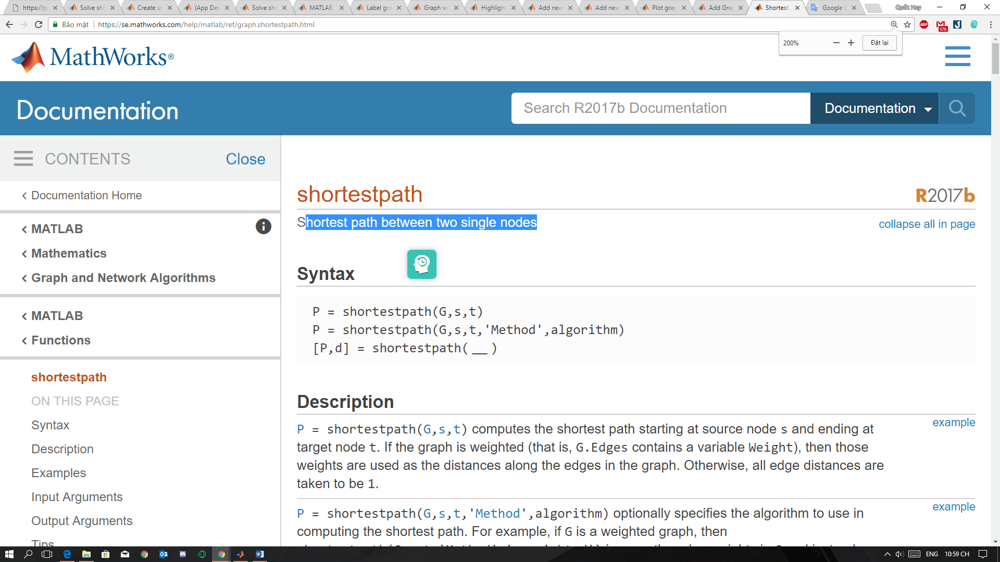 https://p
Solve sho
Create us
(App Des
Solve sho
MATLAB
Label gra
Graph wi
Highlight
Add new
Add new
Plot grap
Add Grap
Shortest
Google D
Quốc Huy
Bảo mật
https://se.mathworks.com/help/matlab/ref/graph.shortestpath.html
ABP
576
200%
Đặt lại
MathWorks®
Documentation
Search R2017b Documentation
Documentation
CONTENTS
Close
Documentation Home
MATLAB
Mathematics
Graph and Network Algorithms
MATLAB
Functions
shortestpath
ON THIS PAGE
Syntax
Description
Examples
Input Arguments
Output Arguments
Tips
shortestpath
R2017b
Shortest path between two single nodes
collapse all in page
Syntax
P = shortestpath(G,s,t)
P = shortestpath(G,s,t,'Method',algorithm)
[P,d] = shortestpath( ___ )
Description
example
P = shortestpath(G,s,t) computes the shortest path starting at source node s and ending at
target node t. If the graph is weighted (that is, G.Edges contains a variable Weight), then those
weights are used as the distances along the edges in the graph. Otherwise, all edge distances are
taken to be 1.
example
P = shortestpath(G,s,t,'Method',algorithm) optionally specifies the algorithm to use in
computing the shortest path. For example, if G is a weighted graph, then
ENG
10:59 CH